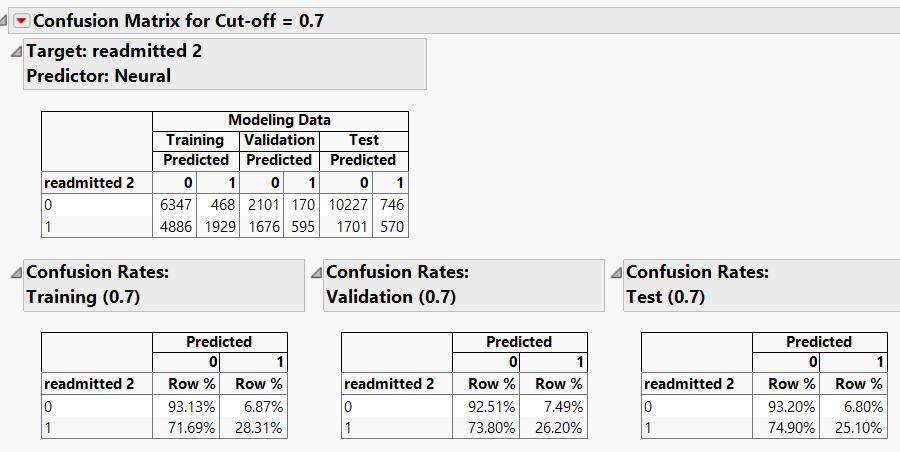 Confusion Matrix for Cut-off = 0.7
Target: readmitted 2
Predictor: Neural
Modeling Data
Training Validation Test
Predicted Predicted Predicted
readmitted 2 0 1 0 1 0 1
0 6347 468 2101 170 10227 746
1 4886 1929 1676 595 1701 570
Confusion Rates:
Training (0.7)
Predicted
0 1
readmitted 2 Row % Row %
0 93.13% 6.87%
1 71.69% 28.31%
Confusion Rates:
Validation (0.7)
Predicted
0 1
readmitted 2 Row % Row %
0 92.51% 7.49%
1 73.80% 26.20%
Confusion Rates:
Test (0.7)
Predicted
0 1
readmitted 2 Row % Row %
0 93.20% 6.80%
1 74.90% 25.10%